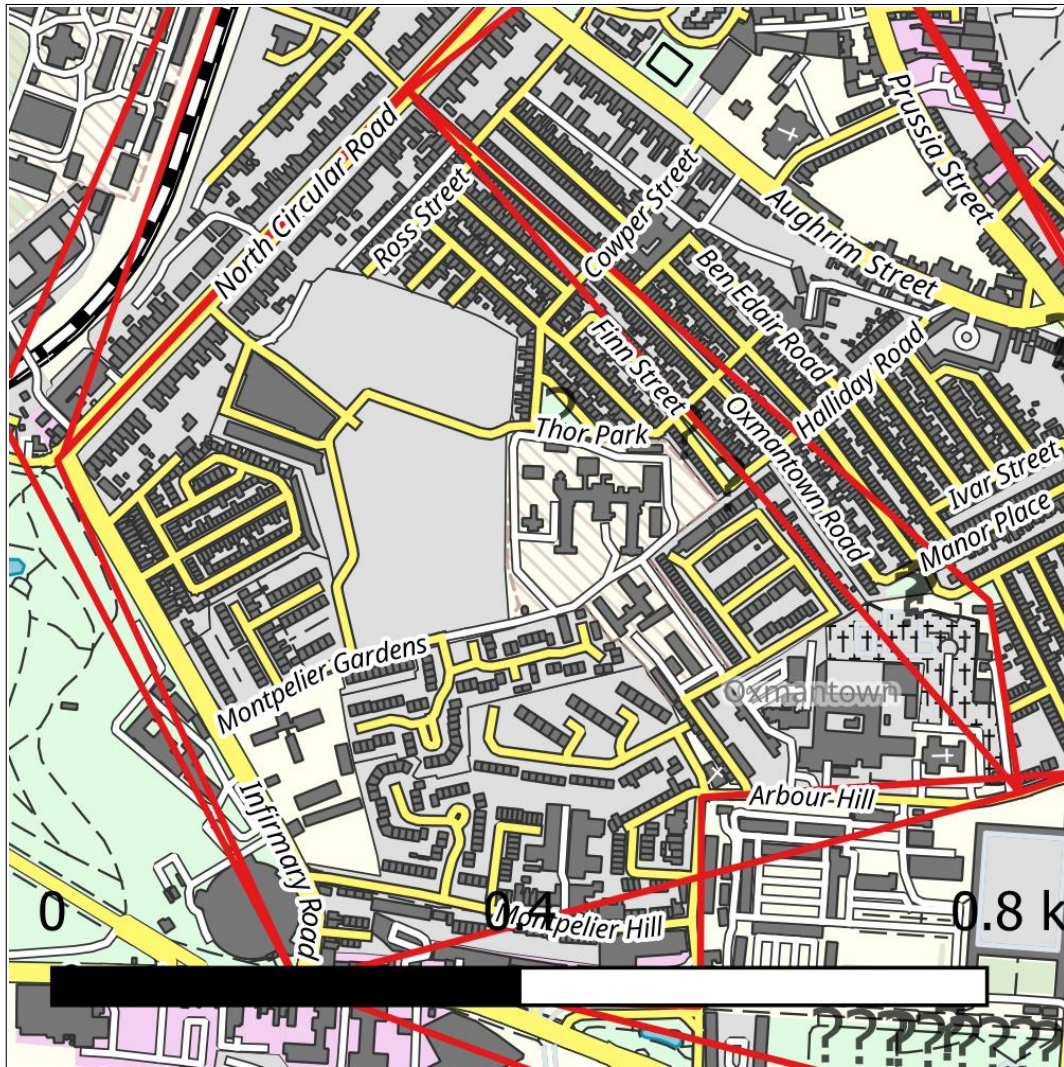 Prussia Street
North Circular Road
Cowper Street
Ross Street
Aughrim Street
Ben Edair Road
Finn Street
Halliday Road
Thor Park
Oxmantown Road
Ivar Street
Manor Place
Montpelier Gardens
Oxmantown
Infirmary Road
Arbour Hill
0
0.4
0.8 k
Montpelier Hill
?
?
? ? ? ? ? ? ? ?